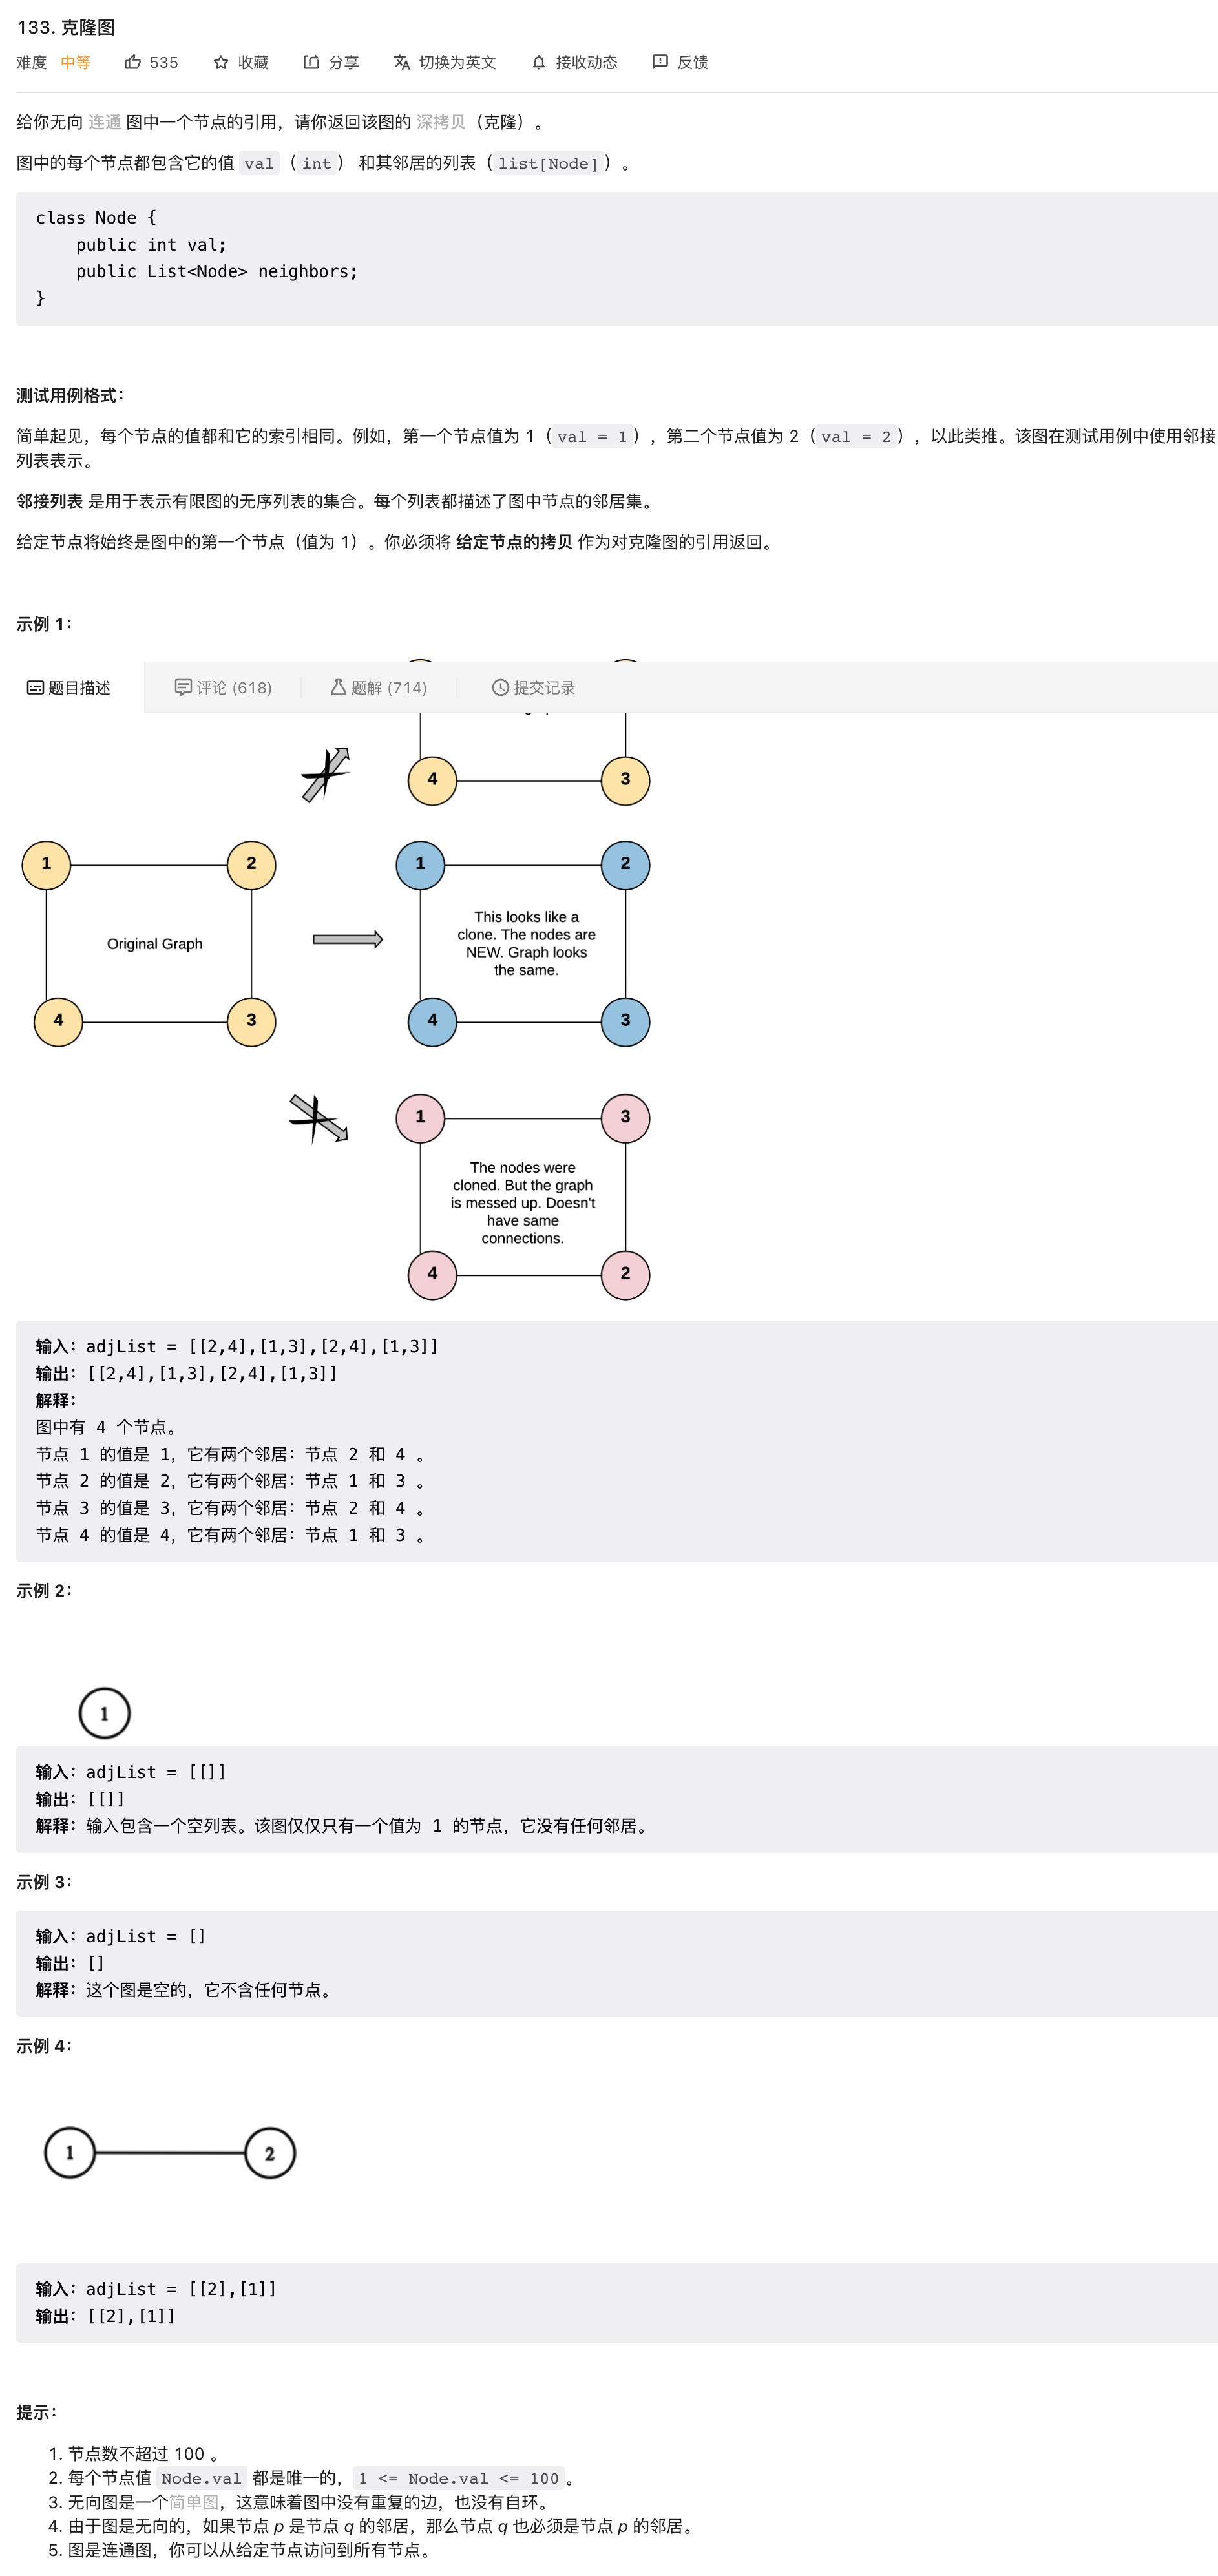 133. 克隆图
难度 中等 535 收藏 分享 切换为英文 接收动态 反馈
给你无向 连通 图中一个节点的引用，请你返回该图的 深拷贝（克隆）。
图中的每个节点都包含它的值 val（int） 和其邻居的列表（list[Node]）。
class Node {
    public int val;
    public List<Node> neighbors;
}
测试用例格式：
简单起见，每个节点的值都和它的索引相同。例如，第一个节点值为 1（val = 1），第二个节点值为 2（val = 2），以此类推。该图在测试用例中使用邻接
列表表示。
邻接列表 是用于表示有限图的无序列表的集合。每个列表都描述了图中节点的邻居集。
给定节点将始终是图中的第一个节点（值为 1）。你必须将 给定节点的拷贝 作为对克隆图的引用返回。
示例 1：
题目描述 评论 (618) 题解 (714) 提交记录
4 3
1 2 1 2
Original Graph
This looks like a
clone. The nodes are
NEW. Graph looks
the same.
4 3 4 3
1 3
The nodes were
cloned. But the graph
is messed up. Doesn't
have same
connections.
4 2
输入：adjList = [[2,4],[1,3],[2,4],[1,3]]
输出：[[2,4],[1,3],[2,4],[1,3]]
解释：
图中有 4 个节点。
节点 1 的值是 1，它有两个邻居：节点 2 和 4 。
节点 2 的值是 2，它有两个邻居：节点 1 和 3 。
节点 3 的值是 3，它有两个邻居：节点 2 和 4 。
节点 4 的值是 4，它有两个邻居：节点 1 和 3 。
示例 2：
1
输入：adjList = [[]]
输出：[[]]
解释：输入包含一个空列表。该图仅仅只有一个值为 1 的节点，它没有任何邻居。
示例 3：
输入：adjList = []
输出：[]
解释：这个图是空的，它不含任何节点。
示例 4：
1 2
输入：adjList = [[2],[1]]
输出：[[2],[1]]
提示：
1. 节点数不超过 100 。
2. 每个节点值 Node.val 都是唯一的，1 <= Node.val <= 100。
3. 无向图是一个简单图，这意味着图中没有重复的边，也没有自环。
4. 由于图是无向的，如果节点 p 是节点 q 的邻居，那么节点 q 也必须是节点 p 的邻居。
5. 图是连通图，你可以从给定节点访问到所有节点。